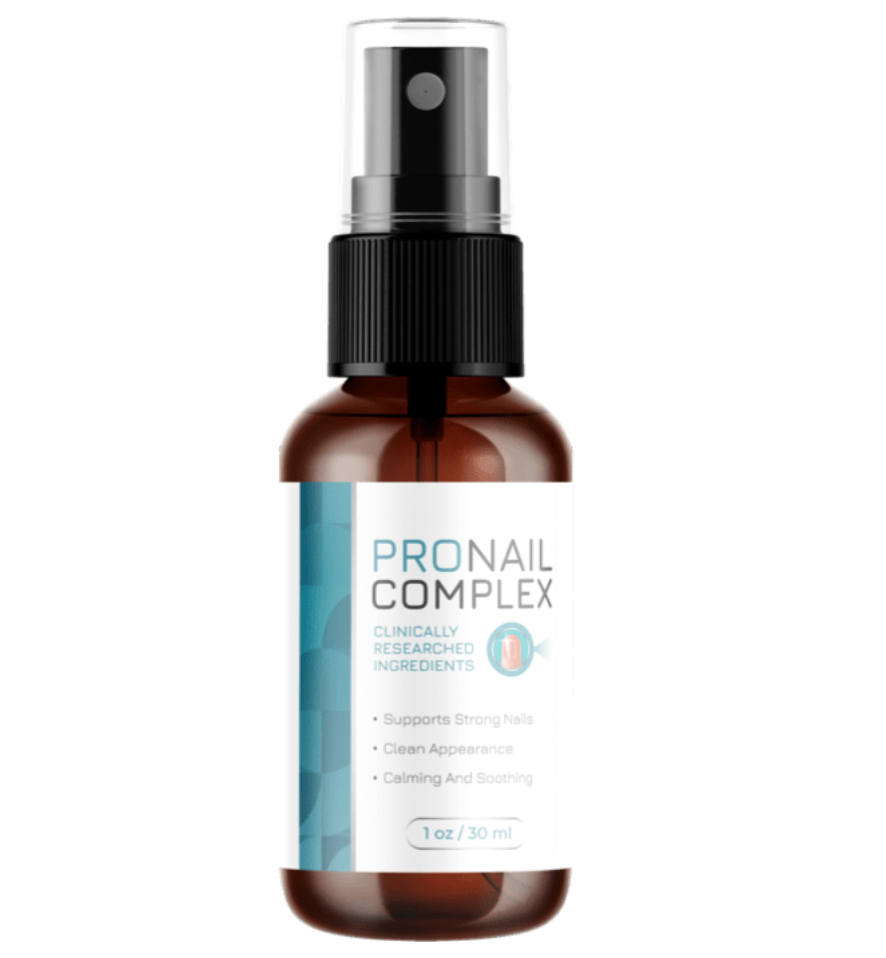 PRONAIL
COMPLEX
CLINICALLY
RESEARCHED
INGREDIENTS
• Supports Strong Nails
• Clean Appearance
• Calming And Soothing
1 oz / 30 ml